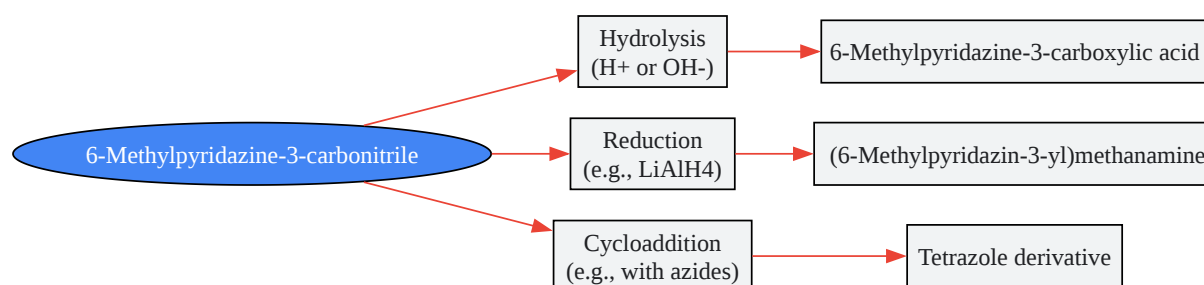 Hydrolysis
(H+ or OH-)
6-Methylpyridazine-3-carboxylic acid
6-Methylpyridazine-3-carbonitrile
Reduction
(e.g., LiAlH4)
(6-Methylpyridazin-3-yl)methanamine
Cycloaddition
(e.g., with azides)
Tetrazole derivative